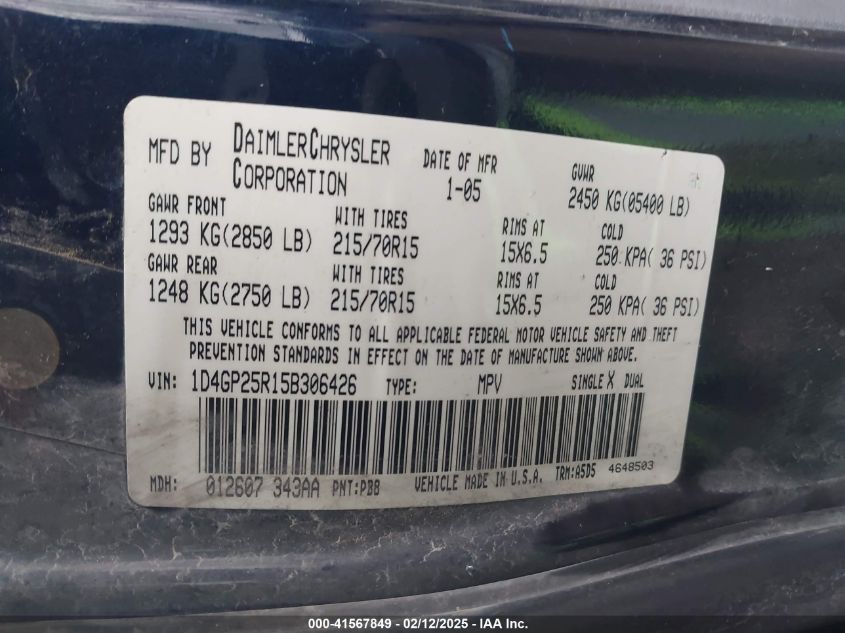 MFD BY DAIMLERCHRYSLER CORPORATION DATE OF MFR 1-05 GVWR 2450 KG(05400 LB)
GAWR FRONT WITH TIRES RIMS AT COLD
1293 KG(2850 LB) 215/70R15 15X6.5 250 KPA( 36 PSI)
GAWR REAR WITH TIRES RIMS AT COLD
1248 KG(2750 LB) 215/70R15 15X6.5 250 KPA( 36 PSI)
THIS VEHICLE CONFORMS TO ALL APPLICABLE FEDERAL MOTOR VEHICLE SAFETY AND THEFT
PREVENTION STANDARDS IN EFFECT ON THE DATE OF MANUFACTURE SHOWN ABOVE.
VIN: 1D4GP25R15B306426 TYPE: MPV SINGLE X DUAL
MDH: 012607 343AA PNT:PB8 VEHICLE MADE IN U.S.A. TRM:A5D5 4648503
000-41567849 - 02/12/2025 - IAAI Inc.